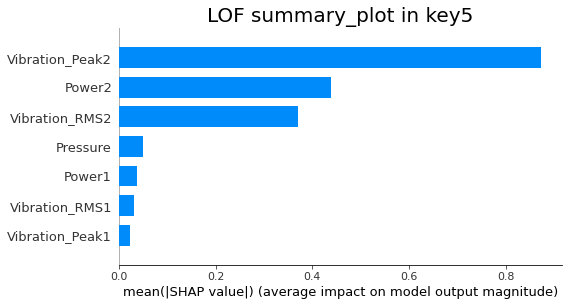 LOF summary_plot in key5
Vibration_Peak2
Power2
Vibration_RMS2
Pressure
Power1
Vibration_RMS1
Vibration_Peak1
0.0 0.2 0.4 0.6 0.8
mean(|SHAP value|) (average impact on model output magnitude)